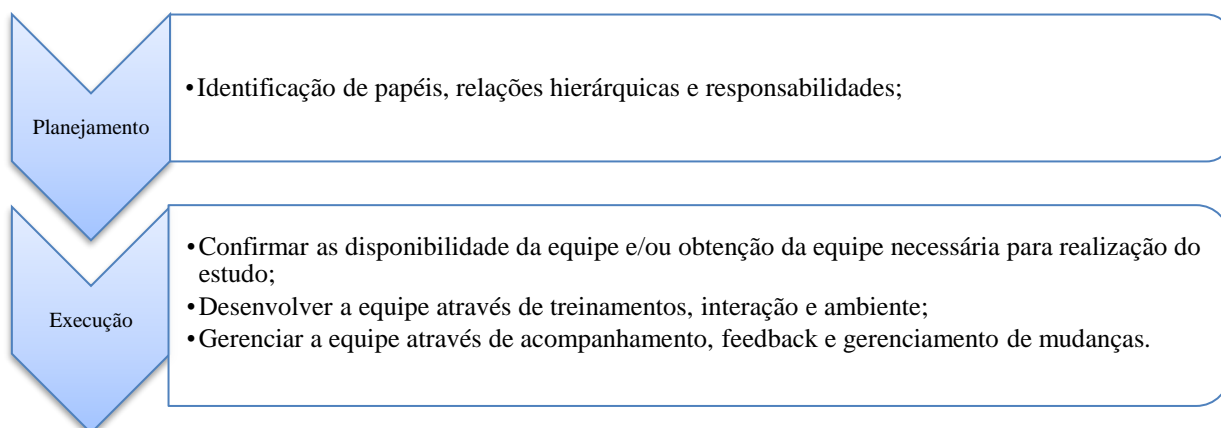 Planejamento
•Identificação de papéis, relações hierárquicas e responsabilidades;
Execução
•Confirmar as disponibilidade da equipe e/ou obtenção da equipe necessária para realização do
estudo;
•Desenvolver a equipe através de treinamentos, interação e ambiente;
•Gerenciar a equipe através de acompanhamento, feedback e gerenciamento de mudanças.